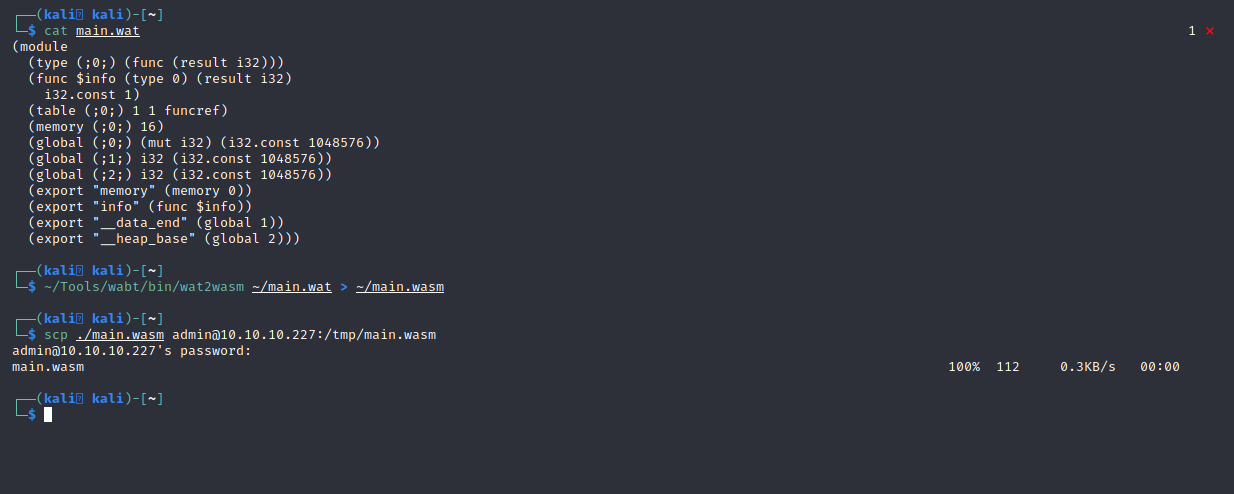 ┌──(kali㉿ kali)-[~]
└─$ cat main.wat 1 ⨯
(module
  (type (;0;) (func (result i32)))
  (func $info (type 0) (result i32)
    i32.const 1)
  (table (;0;) 1 1 funcref)
  (memory (;0;) 16)
  (global (;0;) (mut i32) (i32.const 1048576))
  (global (;1;) i32 (i32.const 1048576))
  (global (;2;) i32 (i32.const 1048576))
  (export "memory" (memory 0))
  (export "info" (func $info))
  (export "__data_end" (global 1))
  (export "__heap_base" (global 2)))
┌──(kali㉿ kali)-[~]
└─$ ~/Tools/wabt/bin/wat2wasm ~/main.wat > ~/main.wasm
┌──(kali㉿ kali)-[~]
└─$ scp ./main.wasm admin@10.10.10.227:/tmp/main.wasm
admin@10.10.10.227's password:
main.wasm 100% 112 0.3KB/s 00:00
┌──(kali㉿ kali)-[~]
└─$